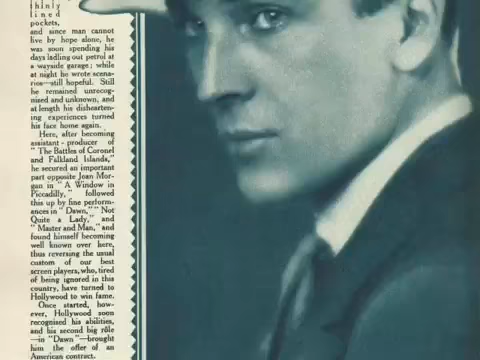 thinly
lined
pockets,
and since man cannot
live by hope alone, he
was soon spending his
days ladling out petrol at
a wayside garage; while
at night he wrote scena-
rios—still hopeful. Still
he remained unrecog-
nised and unknown, and
at length his dishearten-
ing experiences turned
his face home again.
Here, after becoming
assistant-producer of
"The Battles of Coronel
and Falkland Islands,"
he secured an important
part opposite Joan Mor-
gan in "A Window in
Piccadilly," followed
this up by fine perform-
ances in "Dawn," "Not
Quite a Lady," and
"Master and Man," and
found himself becoming
well known over here,
thus reversing the usual
custom of our best
screen players, who, tired
of being ignored in this
country, have turned to
Hollywood to win fame.
Once started, how-
ever, Hollywood soon
recognised his abilities,
and his second big rôle
—in "Dawn"—brought
him the offer of an
American contract.